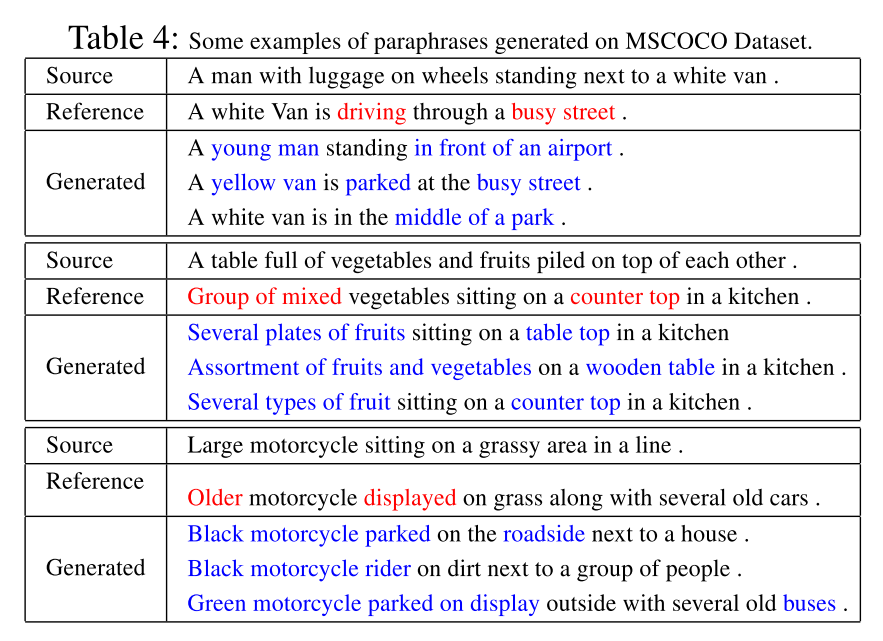 Table 4: Some examples of paraphrases generated on MSCOCO Dataset.
Source A man with luggage on wheels standing next to a white van .
Reference A white Van is driving through a busy street .
A young man standing in front of an airport .
Generated A yellow van is parked at the busy street .
A white van is in the middle of a park .
Source A table full of vegetables and fruits piled on top of each other .
Reference Group of mixed vegetables sitting on a counter top in a kitchen .
Several plates of fruits sitting on a table top in a kitchen
Generated Assortment of fruits and vegetables on a wooden table in a kitchen .
Several types of fruit sitting on a counter top in a kitchen .
Source Large motorcycle sitting on a grassy area in a line .
Reference
Older motorcycle displayed on grass along with several old cars .
Black motorcycle parked on the roadside next to a house .
Generated Black motorcycle rider on dirt next to a group of people .
Green motorcycle parked on display outside with several old buses .